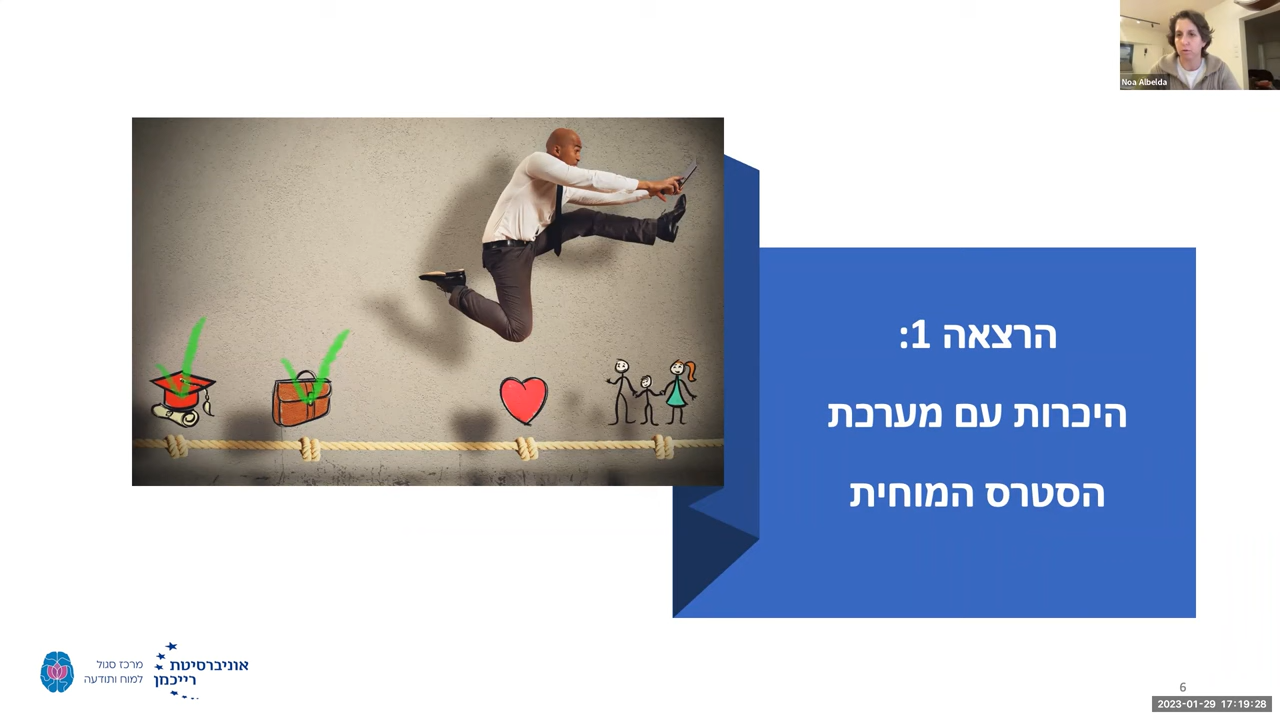 Noa Albelda
הרצאה 1:
היכרות עם מערכת
הסטרס המוחית
מרכז סגול
למוח ותודעה
אוניברסיטת
רייכמן
6
2023-01-29 17:19:28